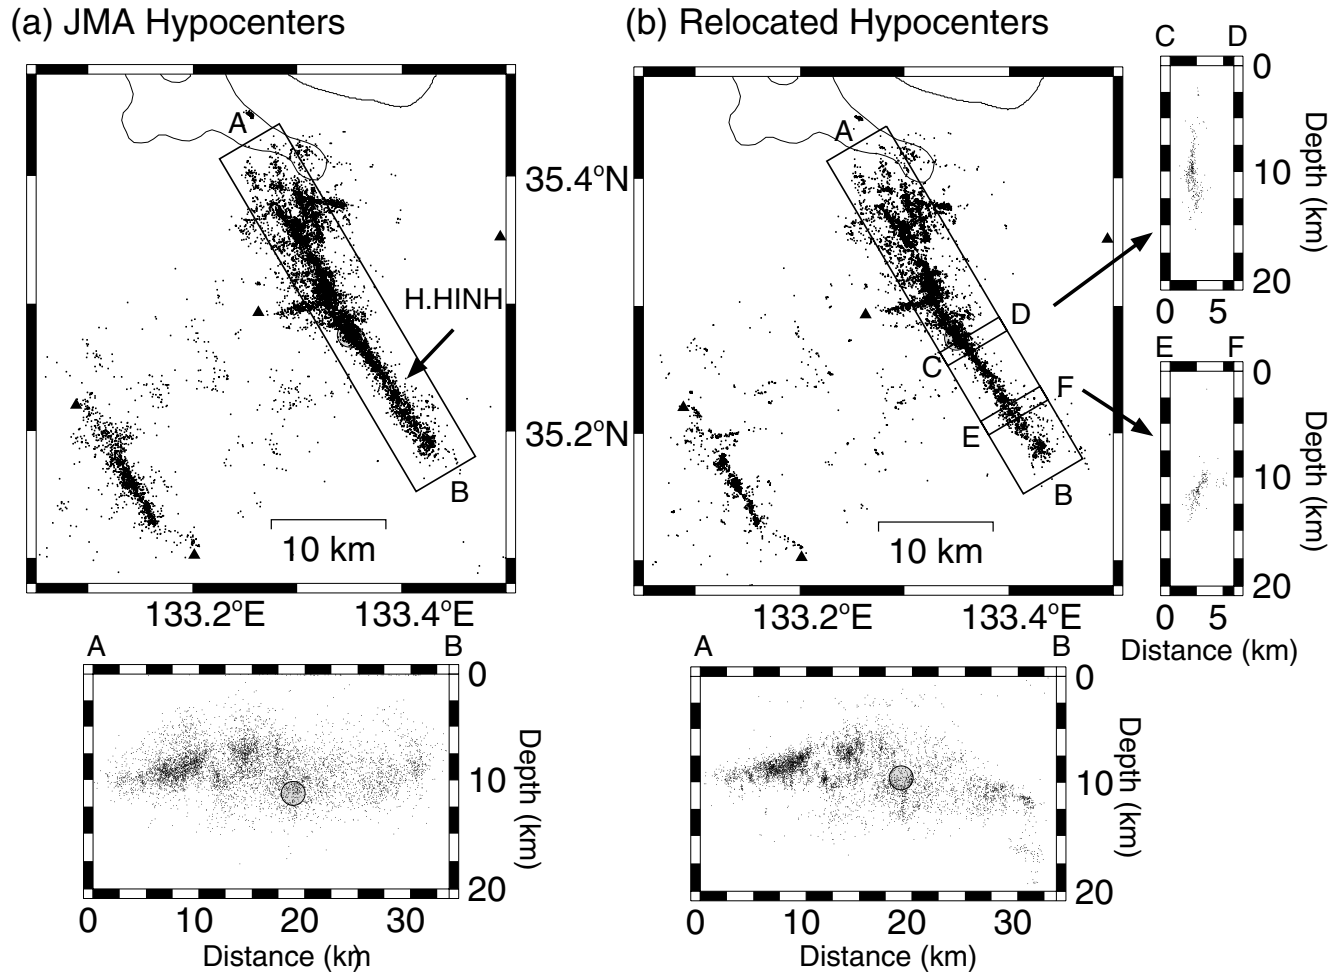 (a) JMA Hypocenters
(b) Relocated Hypocenters
C D
A
H.HINH
B
35.4°N
35.2°N
10 km
133.2°E 133.4°E
A
D
C
F
E
B
10 km
133.2°E 133.4°E
0
10
20
Depth (km)
0 5
E F
0
10
20
Depth (km)
0 5
Distance (km)
A B
0
10
20
Depth (km)
0 10 20 30
Distance (km)
A B
0
10
20
Depth (km)
0 10 20 30
Distance (km)